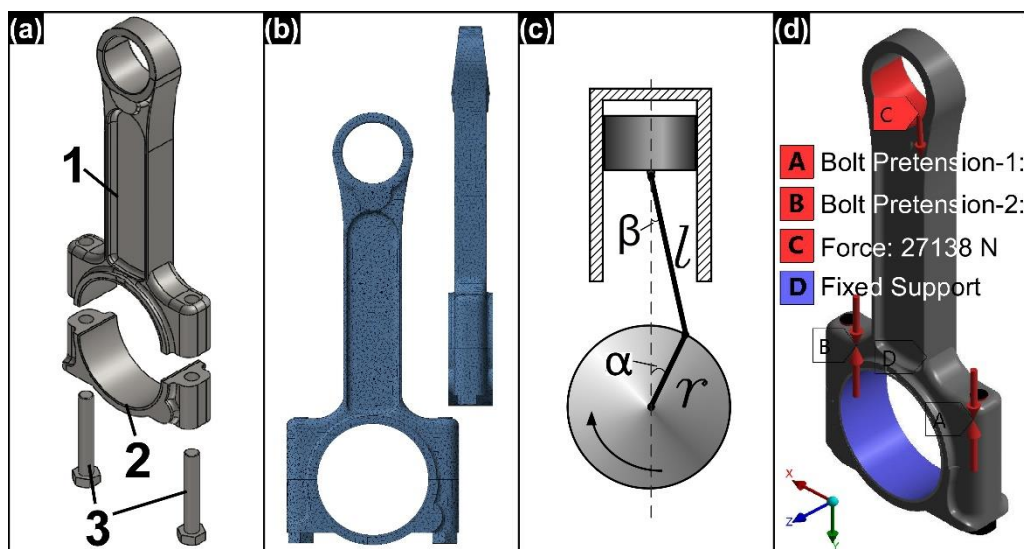 (a)
1
2
3
(b)
(c)
β
l
α
r
(d)
C
A Bolt Pretension-1:
B Bolt Pretension-2:
C Force: 27138 N
D Fixed Support
B
D
A
X
Z
Y